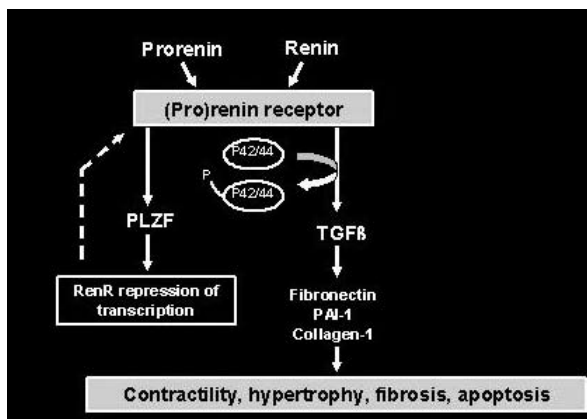 Prorenin Renin
(Pro)renin receptor
P42/44
P
P42/44
PLZF
TGFß
RenR repression of
transcription
Fibronectin
PAI-1
Collagen-1
Contractility, hypertrophy, fibrosis, apoptosis